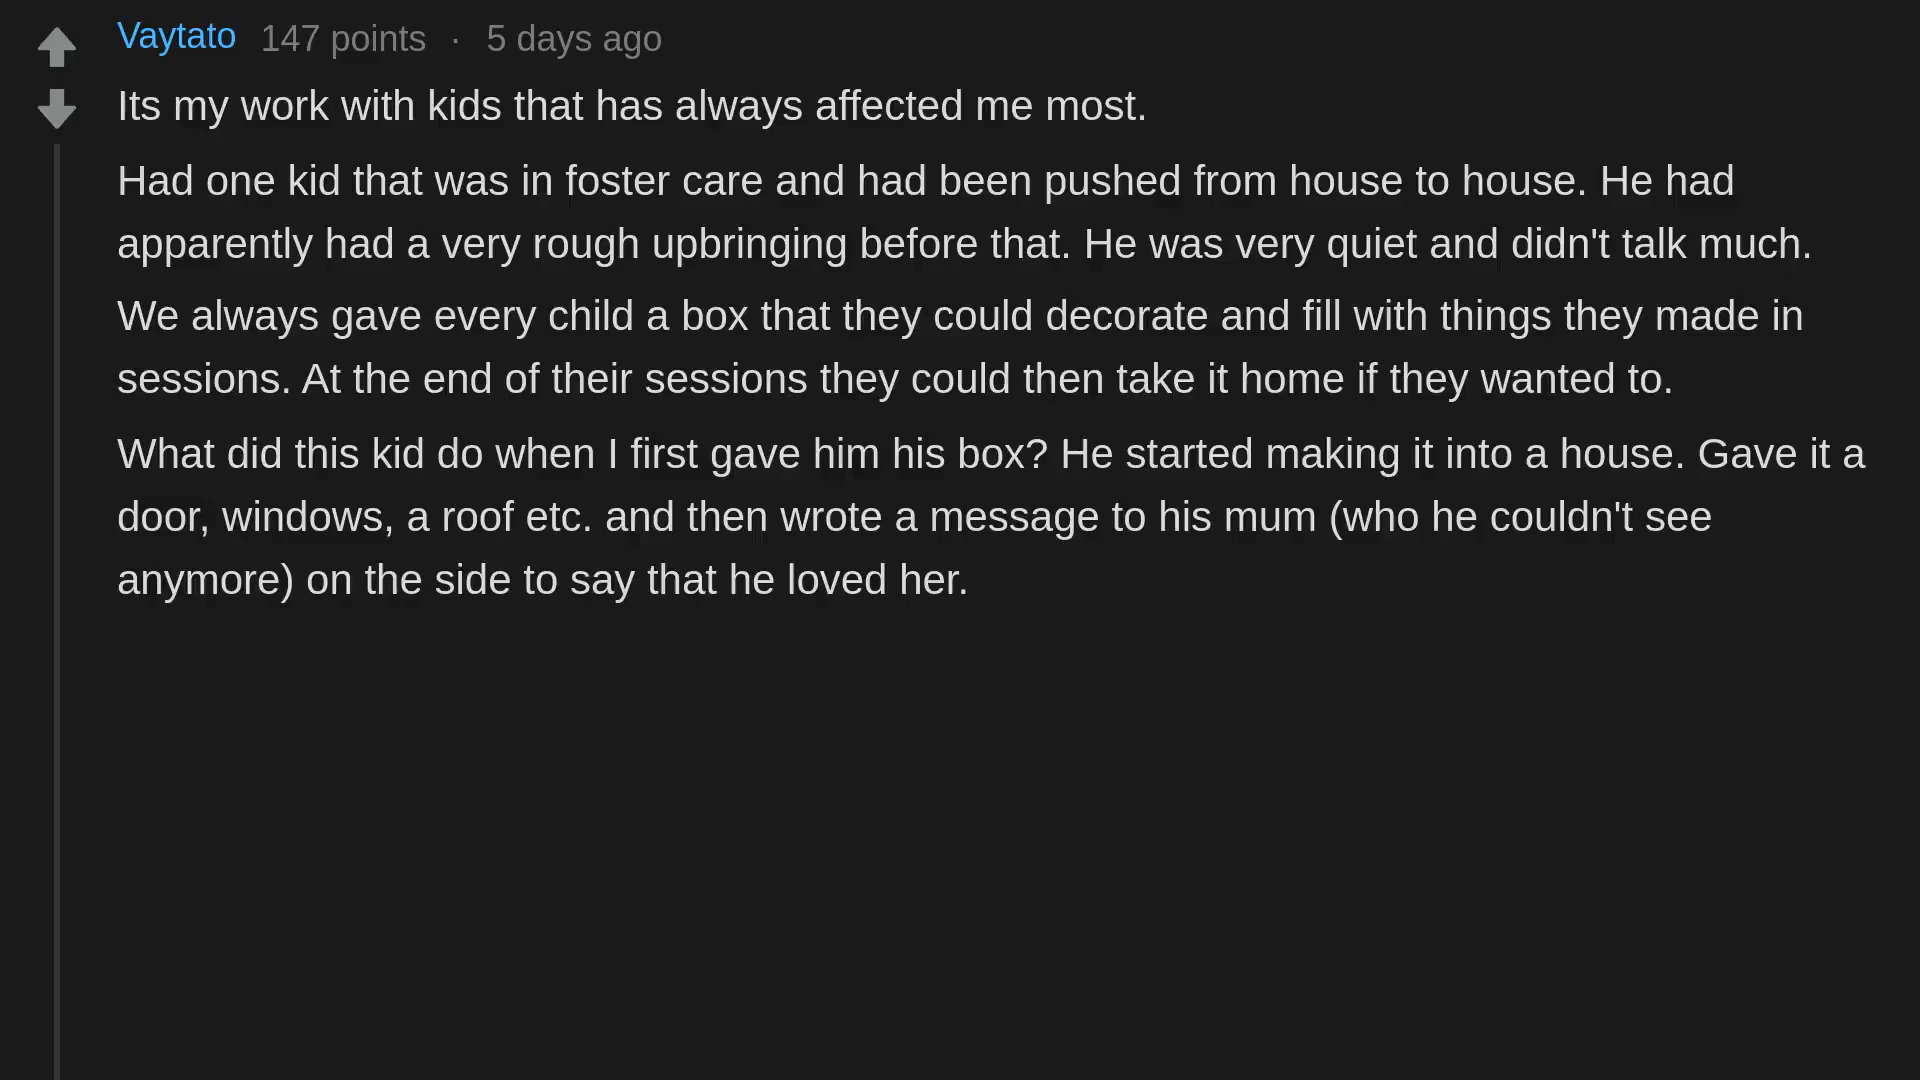 Vaytato 147 points · 5 days ago
Its my work with kids that has always affected me most.
Had one kid that was in foster care and had been pushed from house to house. He had
apparently had a very rough upbringing before that. He was very quiet and didn't talk much.
We always gave every child a box that they could decorate and fill with things they made in
sessions. At the end of their sessions they could then take it home if they wanted to.
What did this kid do when I first gave him his box? He started making it into a house. Gave it a
door, windows, a roof etc. and then wrote a message to his mum (who he couldn't see
anymore) on the side to say that he loved her.